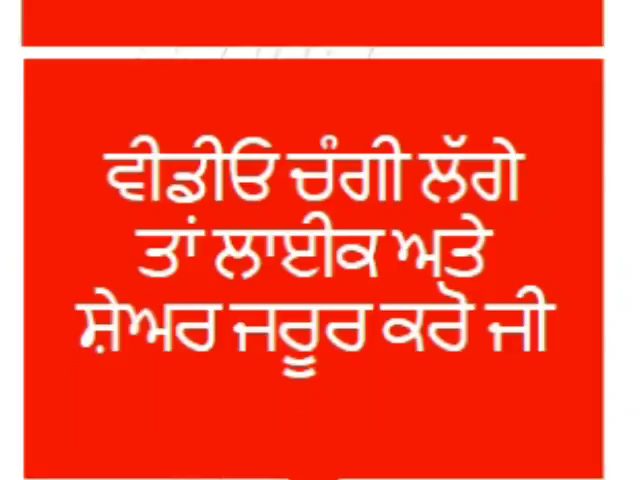 ਵੀਡੀਓ ਚੰਗੀ ਲੱਗੇ
ਤਾਂ ਲਾਈਕ ਅਤੇ
ਸ਼ੇਅਰ ਜਰੂਰ ਕਰੋ ਜੀ